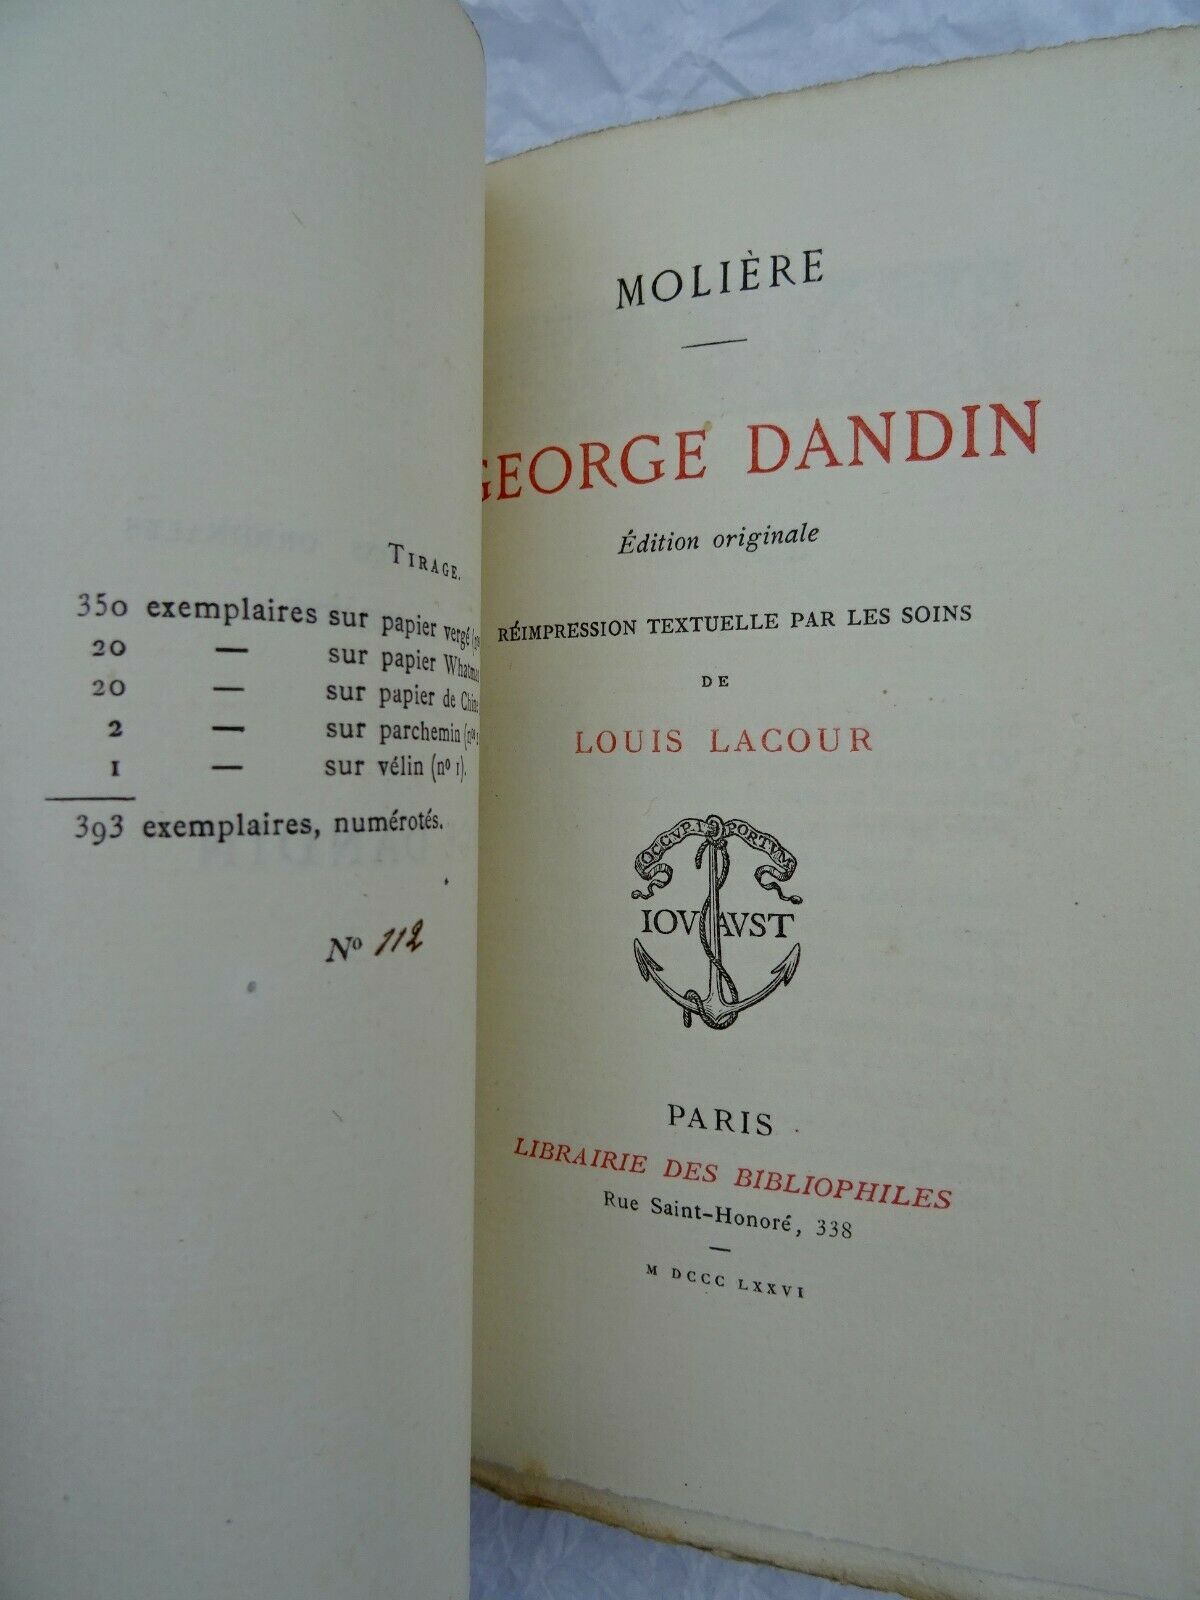 TIRAGE.
350 exemplaires sur papier vergé
20 — sur papier
20 — sur papier de
2 — sur parchemin
1 — sur vélin (nº 1).
393 exemplaires, numérotés.
Nº 112
MOLIÈRE
GEORGE DANDIN
Édition originale
RÉIMPRESSION TEXTUELLE PAR LES SOINS
DE
LOUIS LACOUR
OCCVPI PORTVM
IOVAVST
PARIS
LIBRAIRIE DES BIBLIOPHILES
Rue Saint-Honoré, 338
M DCCC LXXVI